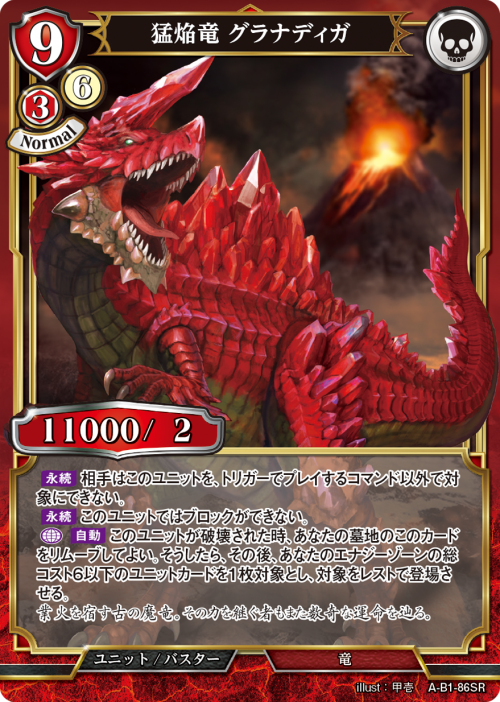 9
猛焔竜 グラナディガ
3
6
Normal
11000/ 2
永続 相手はこのユニットを、トリガーでプレイするコマンド以外で対
象にできない。
永続 このユニットではブロックができない。
自動 このユニットが破壊された時、あなたの墓地のこのカード
をリムーブしてよい。そうしたら、その後、あなたのエナジーゾーンの総
コスト6以下のユニットカードを1枚対象とし、対象をレストで登場さ
せる。
業火を宿す古の魔竜。その力を継ぐ者もまた数奇な運命を辿る。
ユニット / バスター
竜
illust : 甲壱 A-B1-86SR